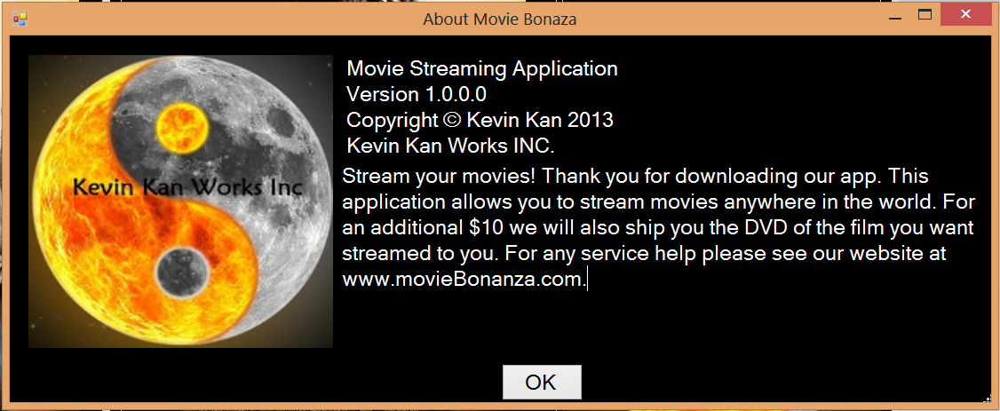 About Movie Bonaza
Movie Streaming Application
Version 1.0.0.0
Copyright © Kevin Kan 2013
Kevin Kan Works INC.
Kevin Kan Works Inc
Stream your movies! Thank you for downloading our app. This
application allows you to stream movies anywhere in the world. For
an additional $10 we will also ship you the DVD of the film you want
streamed to you. For any service help please see our website at
www.movieBonanza.com.
OK